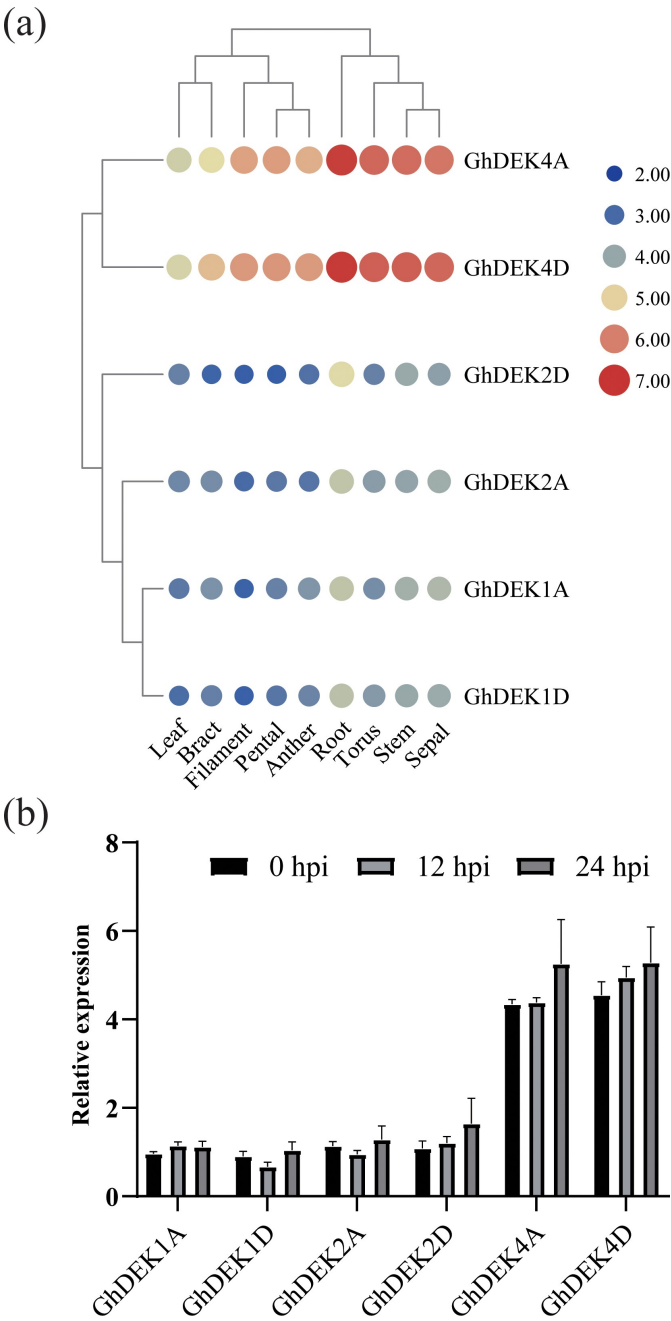 (a)
GhDEK4A
GhDEK4D
GhDEK2D
GhDEK2A
GhDEK1A
GhDEK1D
2.00
3.00
4.00
5.00
6.00
7.00
Leaf
Bract
Filament
Pental
Anther
Root
Torus
Stem
Sepal
(b)
0 hpi 12 hpi 24 hpi
Relative expression
8
6
4
2
0
GhDEK1A
GhDEK1D
GhDEK2A
GhDEK2D
GhDEK4A
GhDEK4D